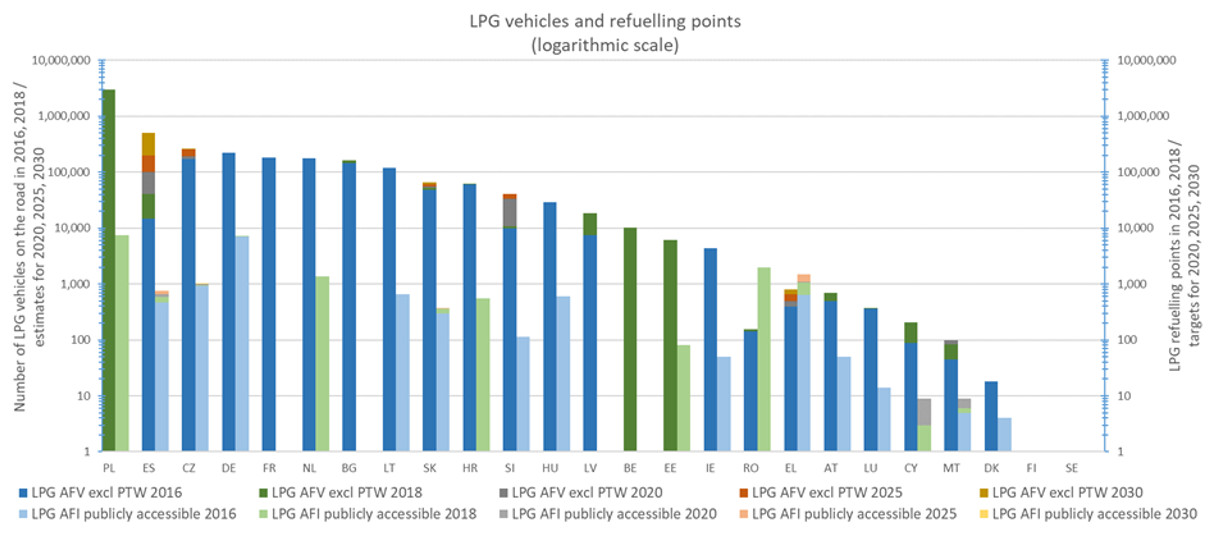 LPG vehicles and refuelling points
(logarithmic scale)
Number of LPG vehicles on the road in 2016, 2018 /
estimates for 2020, 2025, 2030
10,000,000
1,000,000
100,000
10,000
1,000
100
10
1
10,000,000
1,000,000
100,000
10,000
1,000
100
10
1
LPG refuelling points in 2016, 2018 /
targets for 2020, 2025, 2030
PL ES CZ DE FR NL BG LT SK HR SI HU LV BE EE IE RO EL AT LU CY MT DK FI SE
LPG AFV excl PTW 2016 LPG AFV excl PTW 2018 LPG AFV excl PTW 2020 LPG AFV excl PTW 2025 LPG AFV excl PTW 2030
LPG AFI publicly accessible 2016 LPG AFI publicly accessible 2018 LPG AFI publicly accessible 2020 LPG AFI publicly accessible 2025 LPG AFI publicly accessible 2030